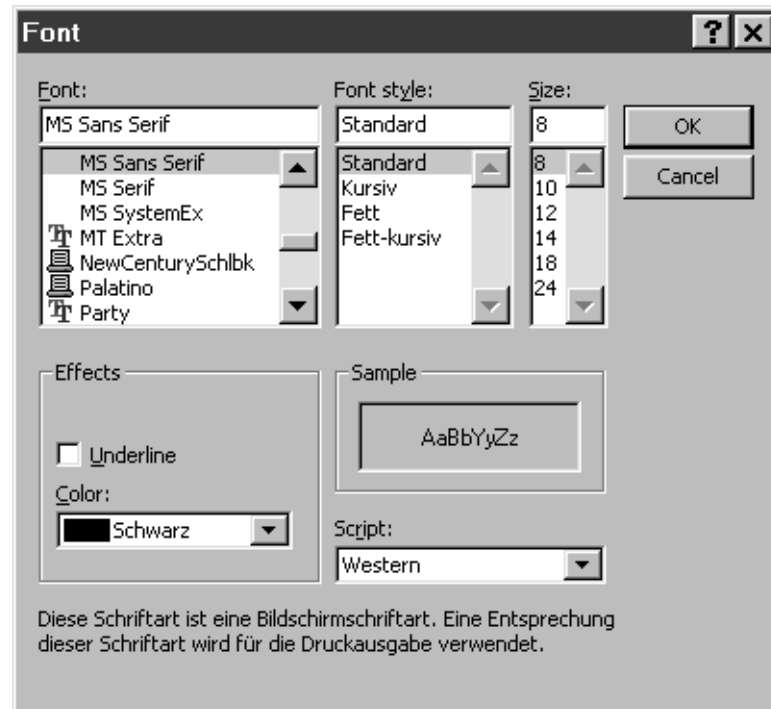 Font
Font:
MS Sans Serif
MS Sans Serif
MS Serif
MS SystemEx
MT Extra
NewCenturySchlbk
Palatino
Party
Font style:
Standard
Standard
Kursiv
Fett
Fett-kursiv
Size:
8
8
10
12
14
18
24
OK
Cancel
Effects
Underline
Color:
Schwarz
Sample
AaBbYyZz
Script:
Western
Diese Schriftart ist eine Bildschirmschriftart. Eine Entsprechung
dieser Schriftart wird für die Druckausgabe verwendet.